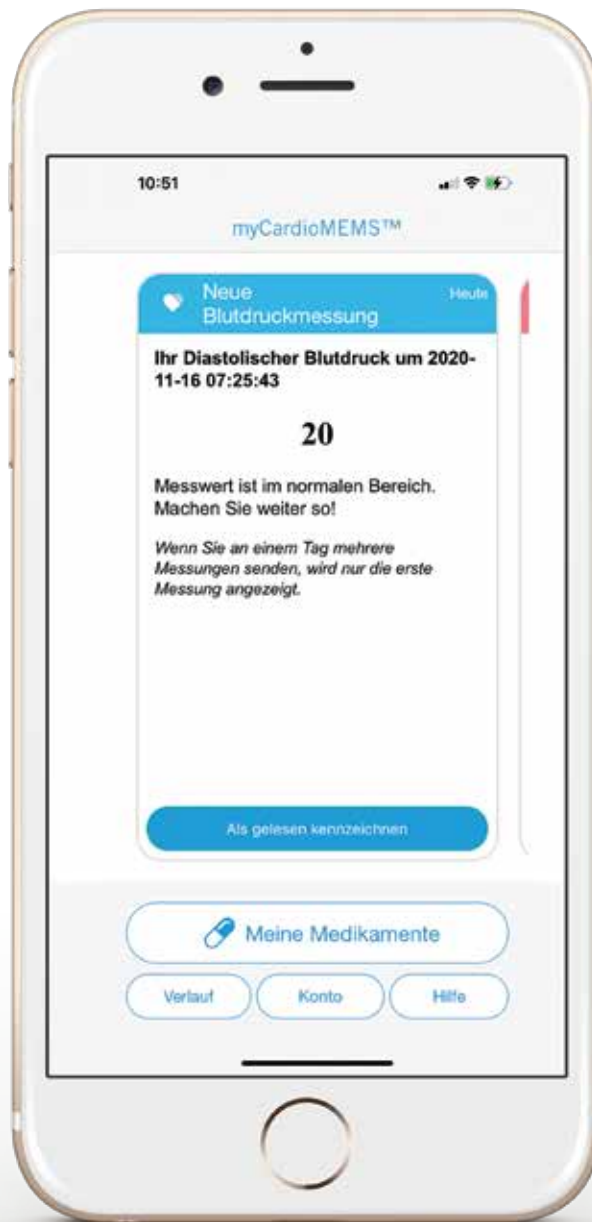 10:51
myCardioMEMS™
Neue
Blutdruckmessung
Heute
Ihr Diastolischer Blutdruck um 2020-
11-16 07:25:43
20
Messwert ist im normalen Bereich.
Machen Sie weiter so!
Wenn Sie an einem Tag mehrere
Messungen senden, wird nur die erste
Messung angezeigt.
Als gelesen kennzeichnen
Meine Medikamente
Verlauf
Konto
Hilfe